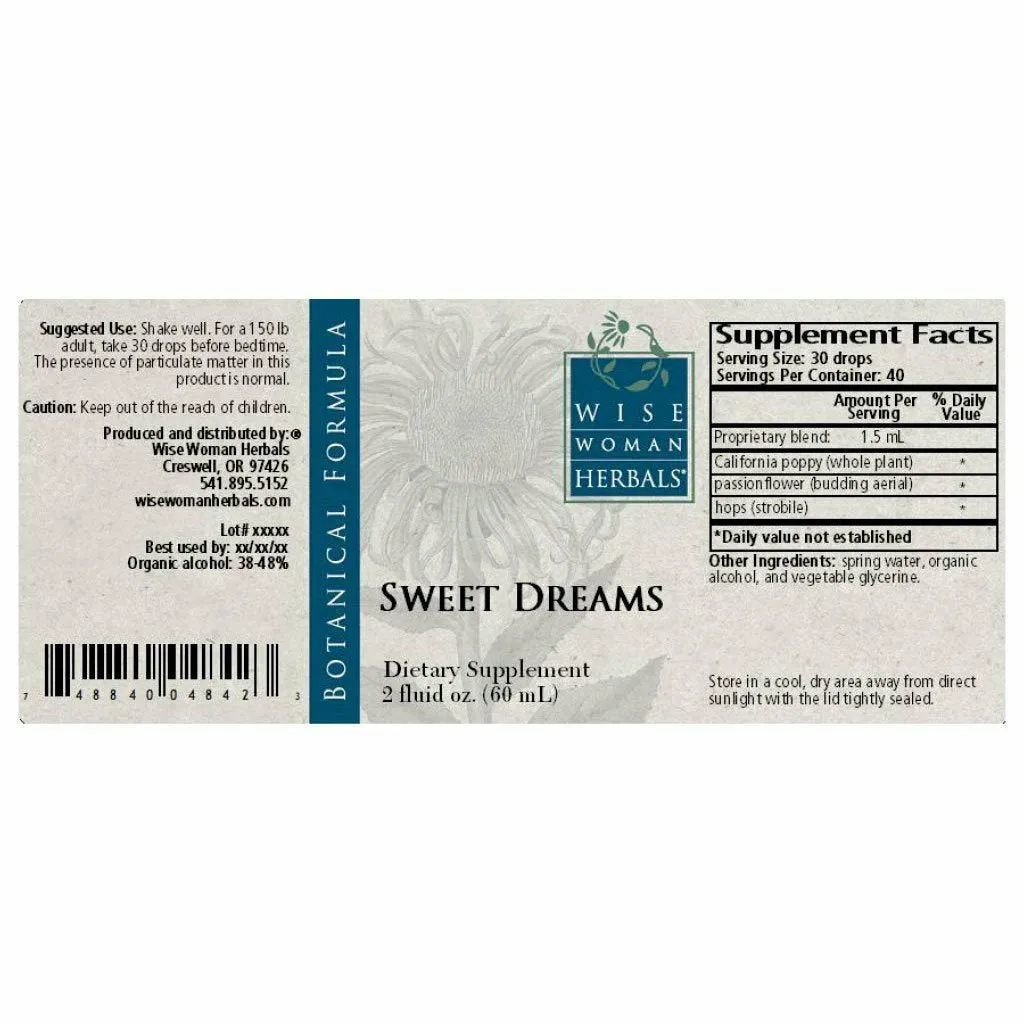 Suggested Use: Shake well. For a 150 lb
adult, take 30 drops before bedtime.
The presence of particulate matter in this
product is normal.
Caution: Keep out of the reach of children.
Produced and distributed by:®
Wise Woman Herbals
Creswell, OR 97426
541.895.5152
wisewomanherbals.com
Lot# xxxxx
Best used by: xx/xx/xx
Organic alcohol: 38-48%
7 48840 04842 3
BOTANICAL FORMULA
WISE
WOMAN
HERBALS®
SWEET DREAMS
Dietary Supplement
2 fluid oz. (60 mL)
Supplement Facts
Serving Size: 30 drops
Servings Per Container: 40
Amount Per % Daily
Serving Value
Proprietary blend: 1.5 mL
California poppy (whole plant) *
passionflower (budding aerial) *
hops (strobile) *
*Daily value not established
Other Ingredients: spring water, organic
alcohol, and vegetable glycerine.
Store in a cool, dry area away from direct
sunlight with the lid tightly sealed.